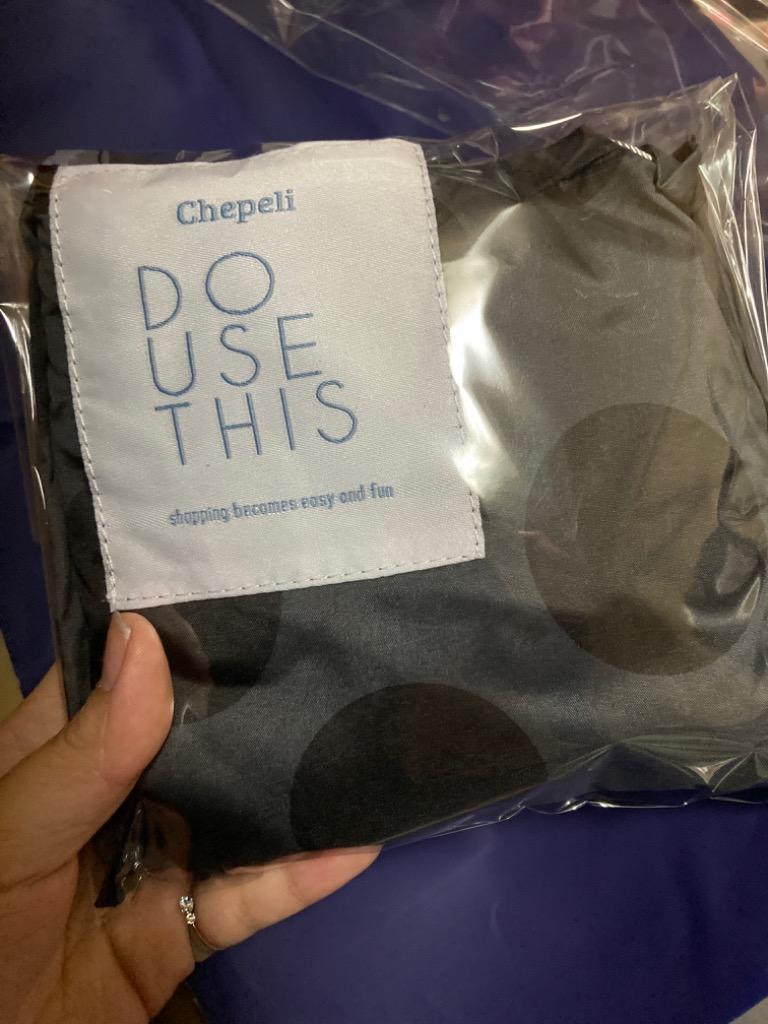 Chepeli
DO
USE
THIS
shopping becomes easy and fun